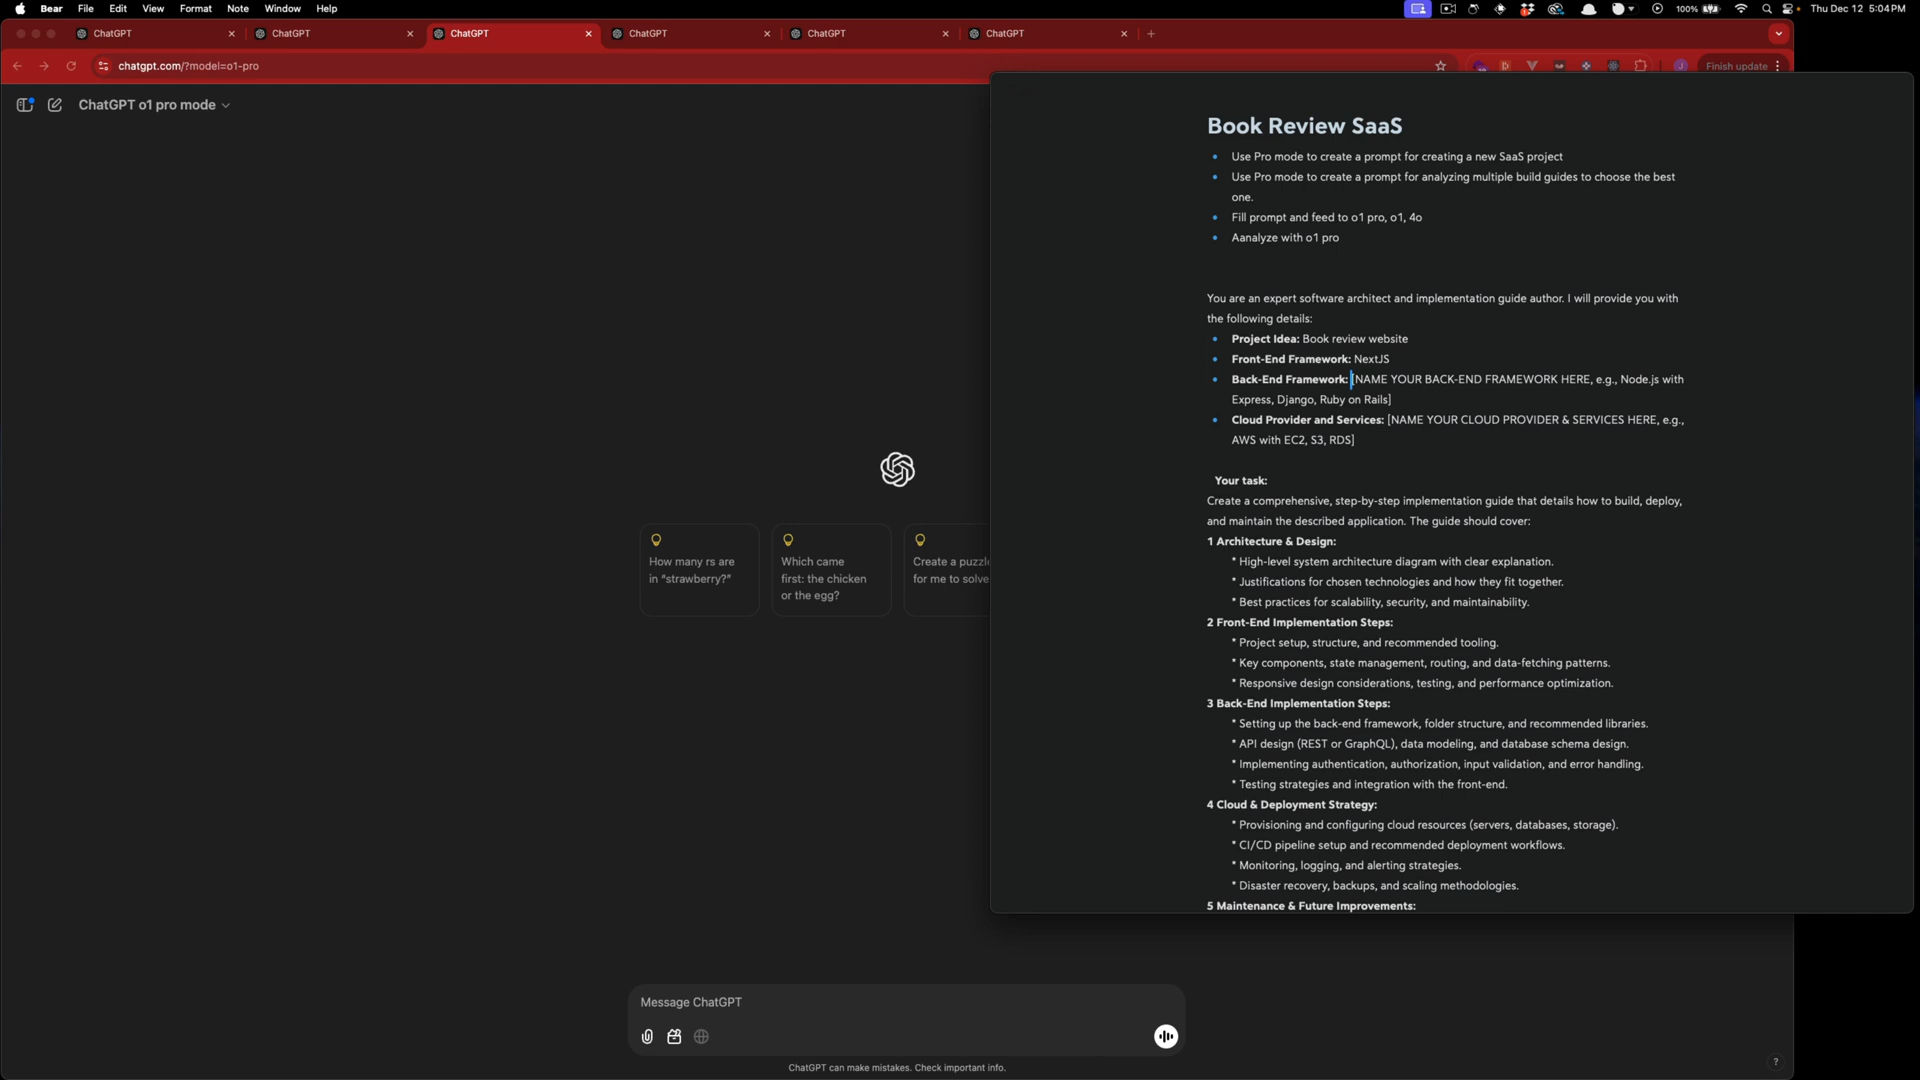 Bear File Edit View Format Note Window Help
100% Thu Dec 12 5:04PM
ChatGPT ChatGPT ChatGPT ChatGPT ChatGPT ChatGPT
chatgpt.com/?model=o1-pro
Finish update
ChatGPT o1 pro mode
How many rs are
in “strawberry?”
Which came
first: the chicken
or the egg?
Create a puzzle
for me to solve
Message ChatGPT
ChatGPT can make mistakes. Check important info.
?
Book Review SaaS
• Use Pro mode to create a prompt for creating a new SaaS project
• Use Pro mode to create a prompt for analyzing multiple build guides to choose the best
one.
• Fill prompt and feed to o1 pro, o1, 4o
• Aanalyze with o1 pro
You are an expert software architect and implementation guide author. I will provide you with
the following details:
• Project Idea: Book review website
• Front-End Framework: NextJS
• Back-End Framework: [NAME YOUR BACK-END FRAMEWORK HERE, e.g., Node.js with
Express, Django, Ruby on Rails]
• Cloud Provider and Services: [NAME YOUR CLOUD PROVIDER & SERVICES HERE, e.g.,
AWS with EC2, S3, RDS]
Your task:
Create a comprehensive, step-by-step implementation guide that details how to build, deploy,
and maintain the described application. The guide should cover:
1 Architecture & Design:
* High-level system architecture diagram with clear explanation.
* Justifications for chosen technologies and how they fit together.
* Best practices for scalability, security, and maintainability.
2 Front-End Implementation Steps:
* Project setup, structure, and recommended tooling.
* Key components, state management, routing, and data-fetching patterns.
* Responsive design considerations, testing, and performance optimization.
3 Back-End Implementation Steps:
* Setting up the back-end framework, folder structure, and recommended libraries.
* API design (REST or GraphQL), data modeling, and database schema design.
* Implementing authentication, authorization, input validation, and error handling.
* Testing strategies and integration with the front-end.
4 Cloud & Deployment Strategy:
* Provisioning and configuring cloud resources (servers, databases, storage).
* CI/CD pipeline setup and recommended deployment workflows.
* Monitoring, logging, and alerting strategies.
* Disaster recovery, backups, and scaling methodologies.
5 Maintenance & Future Improvements: